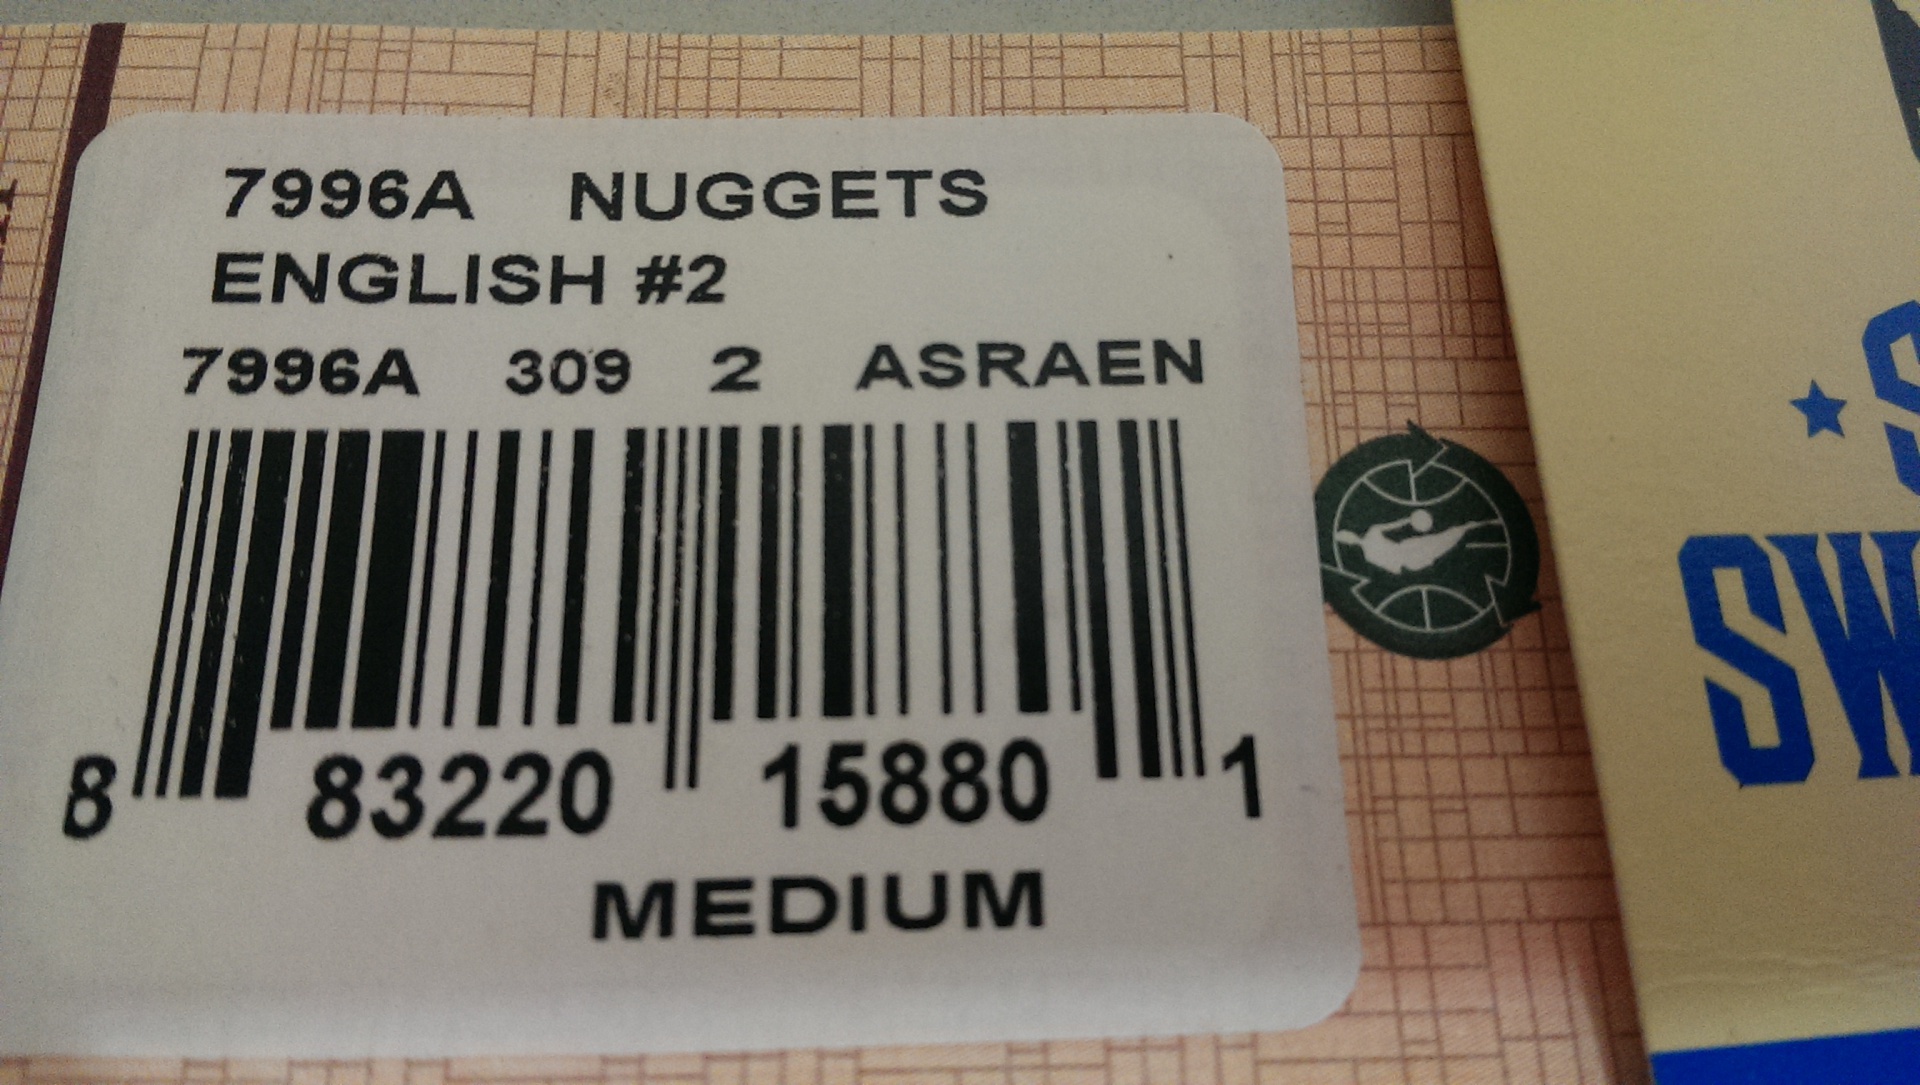 7996A NUGGETS
ENGLISH #2
7996A 309 2 ASRAEN
8 83220 15880 1
MEDIUM